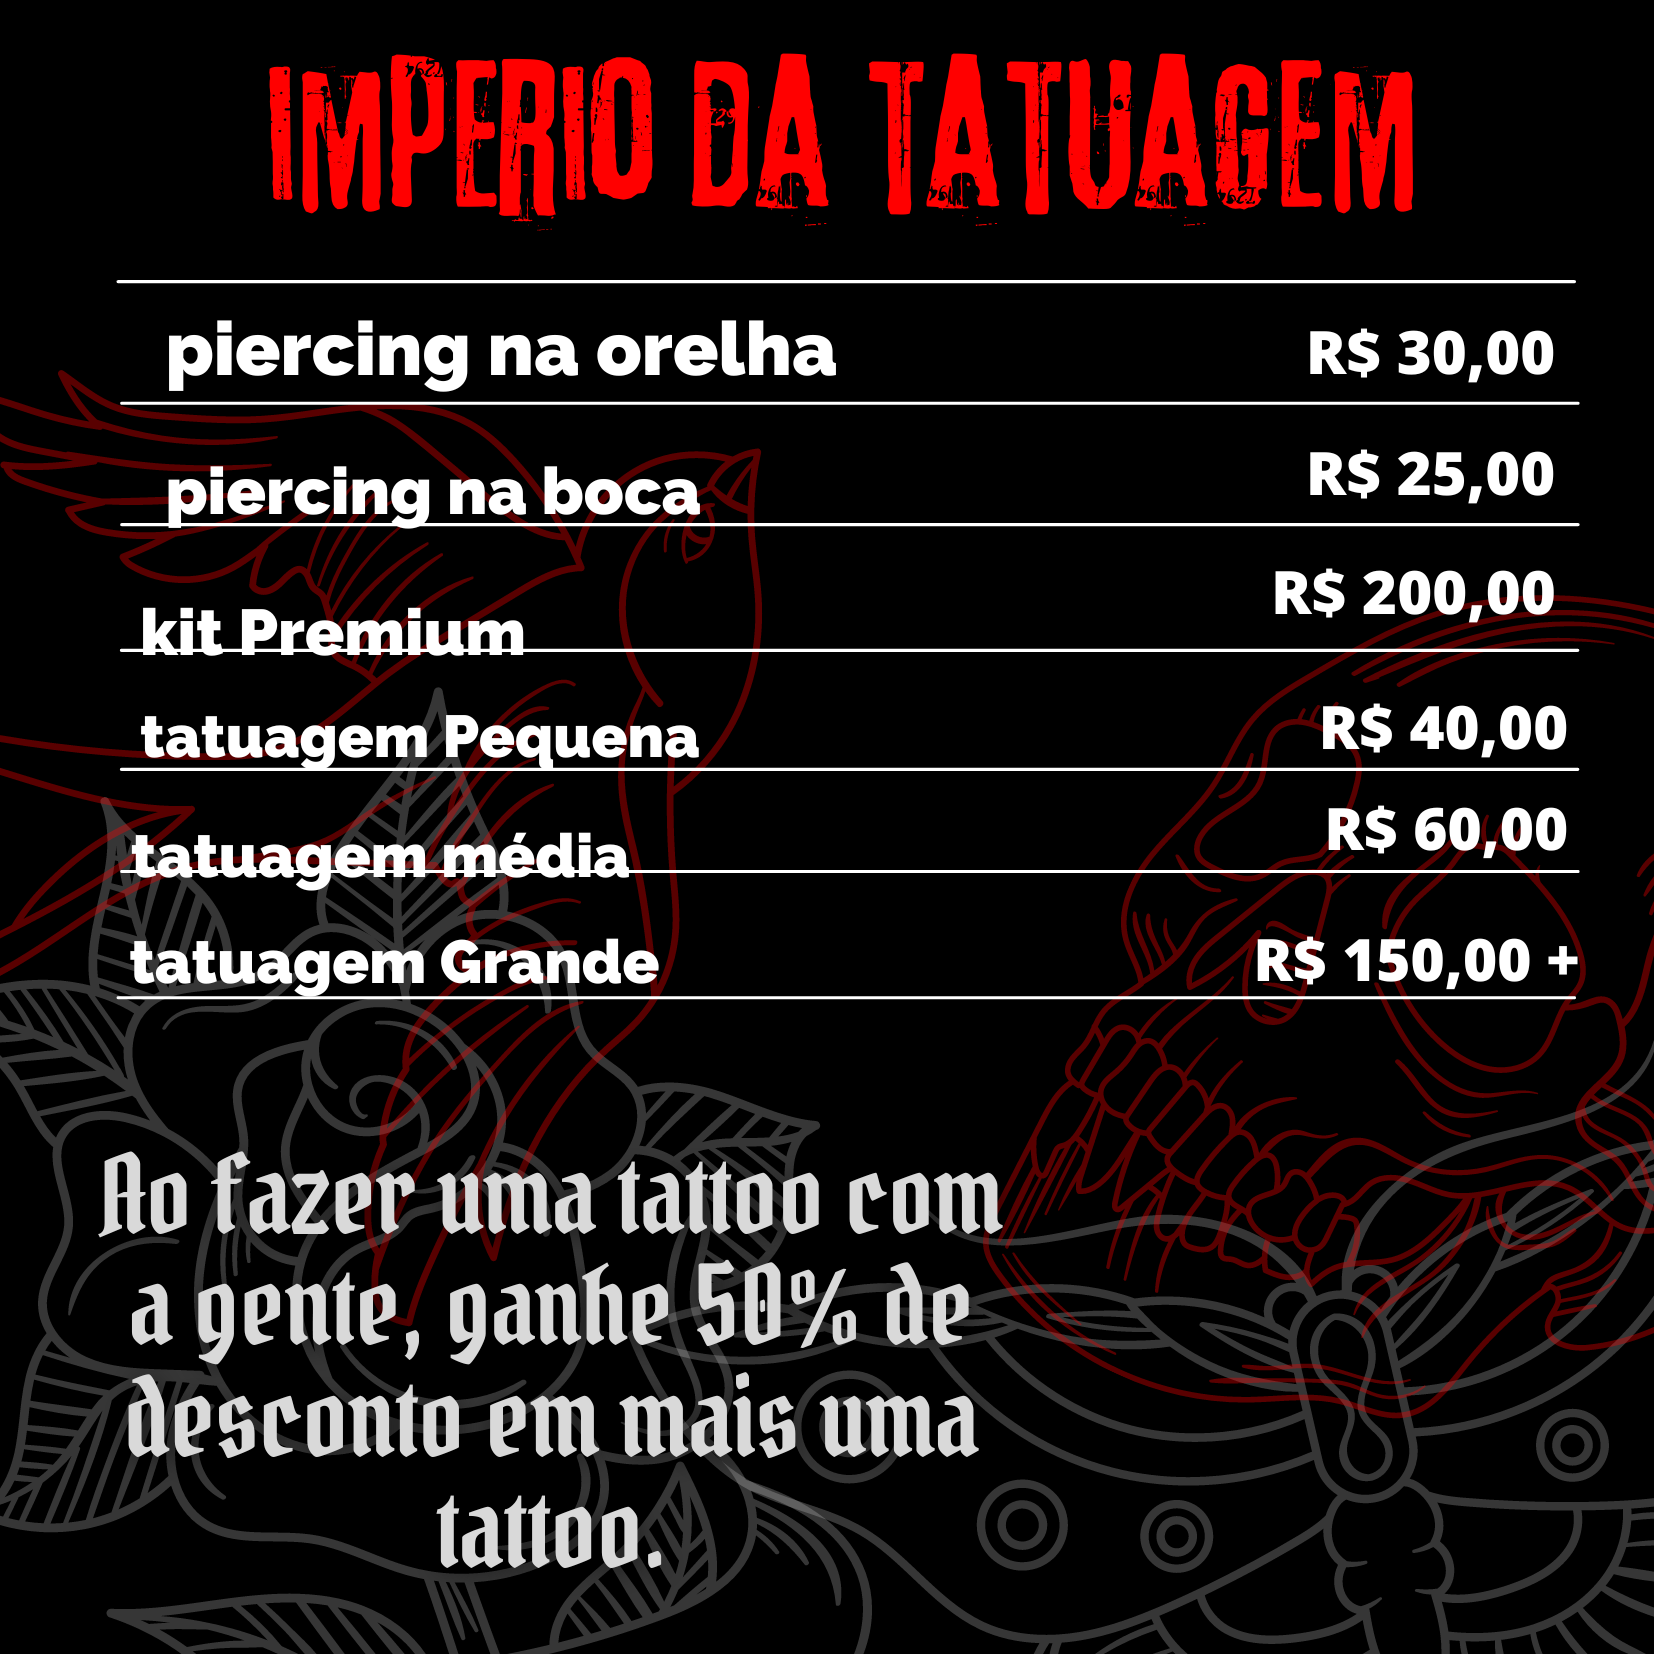 IMPERIO DA TATUAGEM
piercing na orelha R$ 30,00
piercing na boca R$ 25,00
kit Premium R$ 200,00
tatuagem Pequena R$ 40,00
tatuagem média R$ 60,00
tatuagem Grande R$ 150,00 +
Ao fazer uma tattoo com
a gente, ganhe 50% de
desconto em mais uma
tattoo.